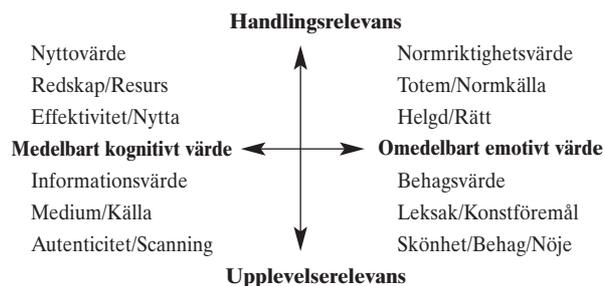 Handlingsrelevans
Nyttovärde Normriktighetsvärde
Redskap/Resurs Totem/Normkälla
Effektivitet/Nytta Helgd/Rätt
Medelbart kognitivt värde Omedelbart emotivt värde
Informationsvärde Behagsvärde
Medium/Källa Leksak/Konstföremål
Autenticitet/Scanning Skönhet/Behag/Nöje
Upplevelserelevans